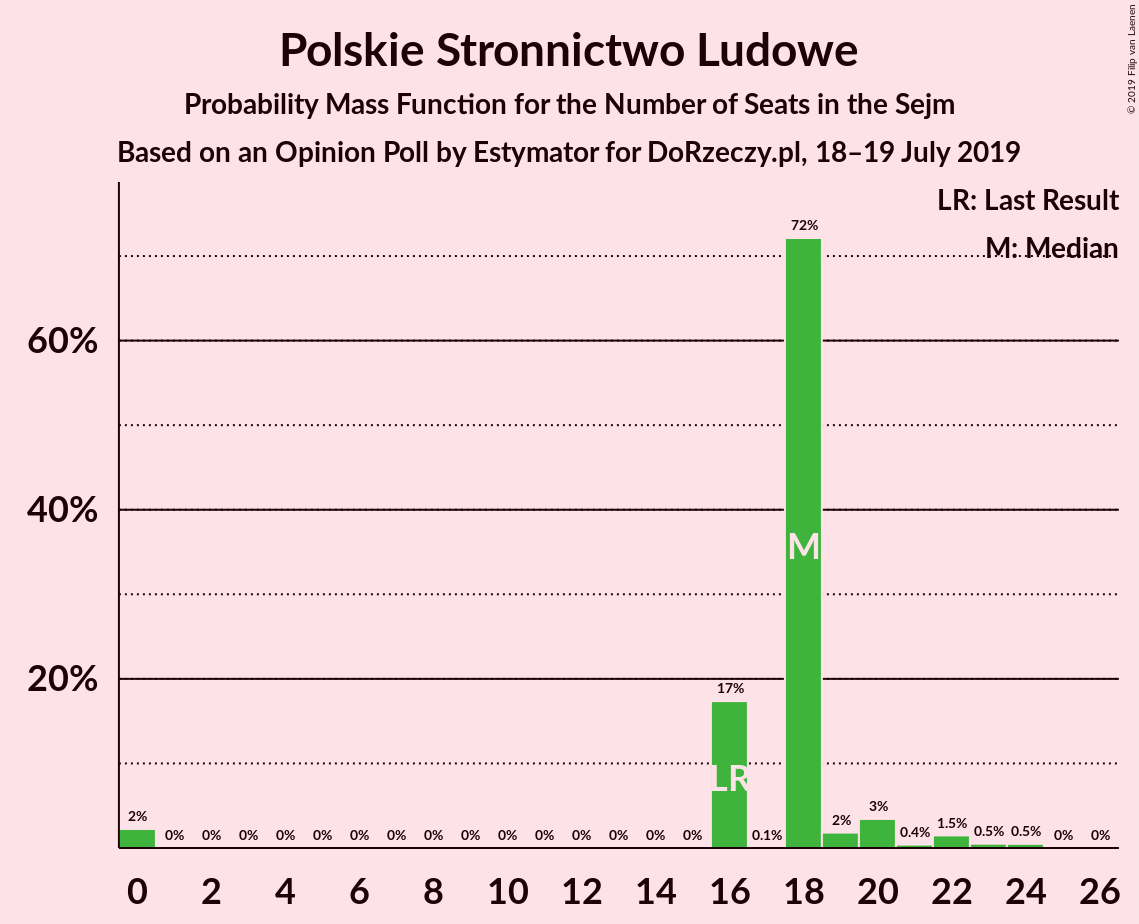 Polskie Stronnictwo Ludowe
Probability Mass Function for the Number of Seats in the Sejm
Based on an Opinion Poll by Estymator for DoRzeczy.pl, 18–19 July 2019
© 2019 Filip van Laenen
LR: Last Result
M: Median
60%
40%
20%
2% 0% 0% 0% 0% 0% 0% 0% 0% 0% 0% 0% 0% 0% 0% 0% 17% 0.1% 72% 2% 3% 0.4% 1.5% 0.5% 0.5% 0% 0%
LR
M
0 2 4 6 8 10 12 14 16 18 20 22 24 26